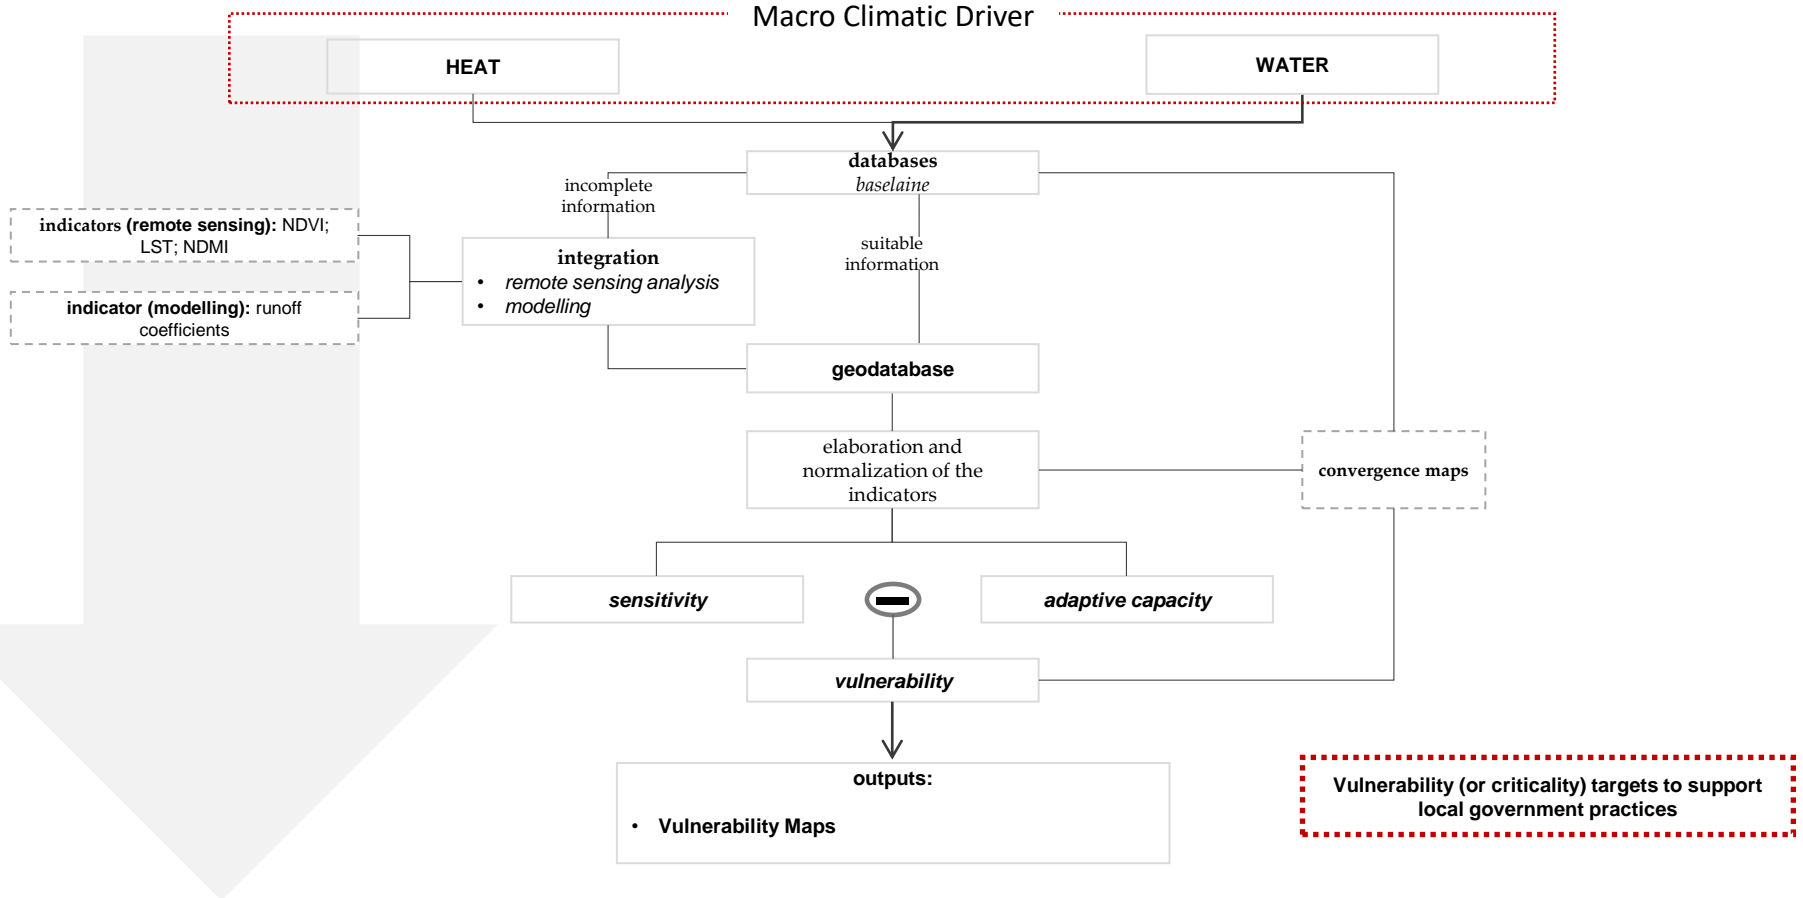 Macro Climatic Driver
HEAT
WATER
databases
baselaine
incomplete
information
suitable
information
indicators (remote sensing): NDVI;
LST; NDMI
indicator (modelling): runoff
coefficients
integration
• remote sensing analysis
• modelling
geodatabase
elaboration and
normalization of the
indicators
convergence maps
sensitivity
adaptive capacity
vulnerability
outputs:
• Vulnerability Maps
Vulnerability (or criticality) targets to support
local government practices